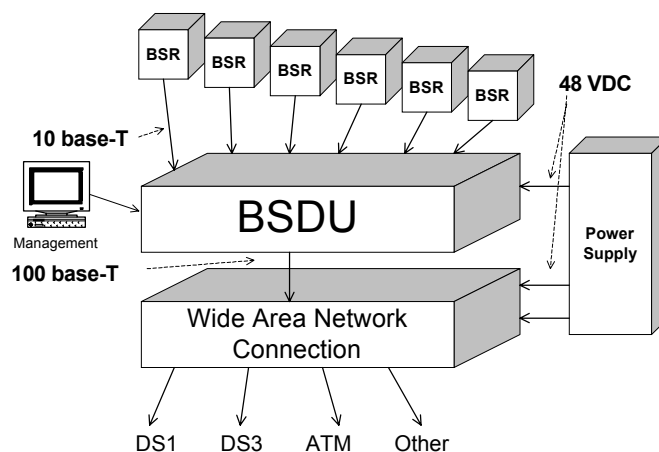 BSR
BSR
BSR
BSR
BSR
BSR
48 VDC
10 base-T
BSDU
Management
Power
Supply
100 base-T
Wide Area Network
Connection
DS1 DS3 ATM Other